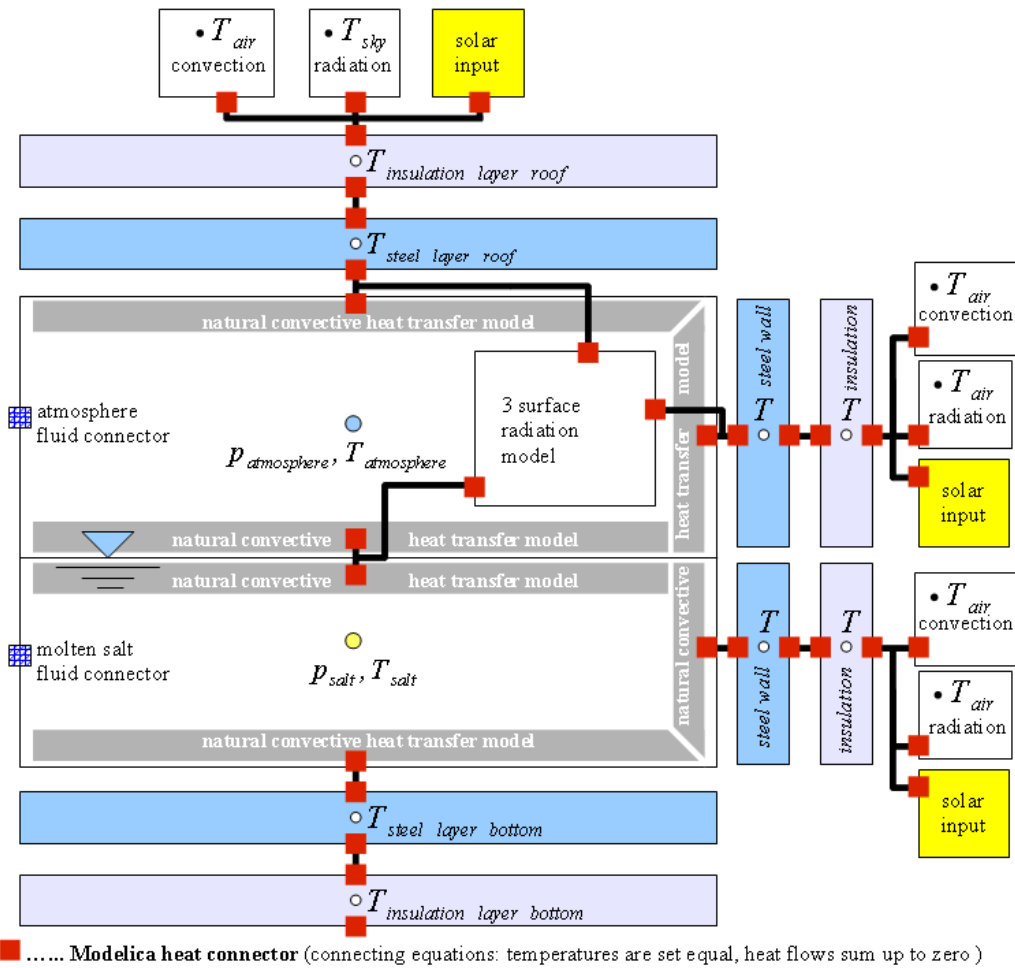 • T air
convection
• T sky
radiation
solar
input
T insulation layer roof
T steel layer roof
natural convective heat transfer model
3 surface
radiation
model
atmosphere
fluid connector
p atmosphere, T atmosphere
natural convective heat transfer model
heat transfer model
natural convective heat transfer model
molten salt
fluid connector
p salt, T salt
natural convective
natural convective heat transfer model
steel wall
T
insulation
T
• T air
convection
• T air
radiation
solar
input
T
steel wall
T
insulation
• T air
convection
• T air
radiation
solar
input
T steel layer bottom
T insulation layer bottom
...... Modelica heat connector (connecting equations: temperatures are set equal, heat flows sum up to zero )